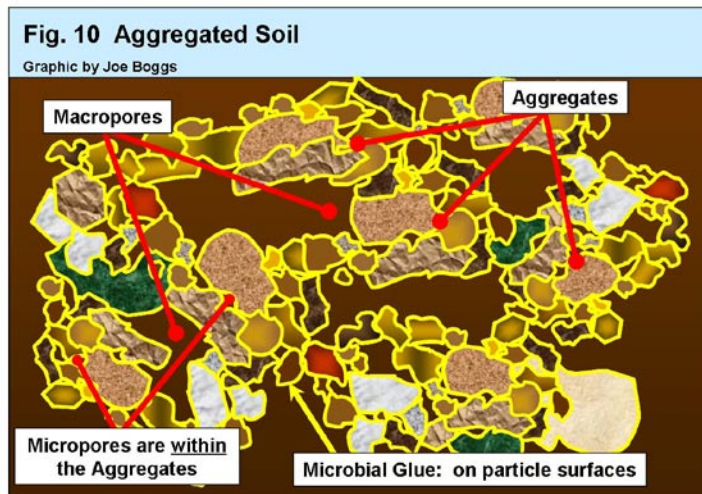 Fig. 10 Aggregated Soil
Graphic by Joe Boggs
Macropores
Aggregates
Micropores are within
the Aggregates
Microbial Glue: on particle surfaces